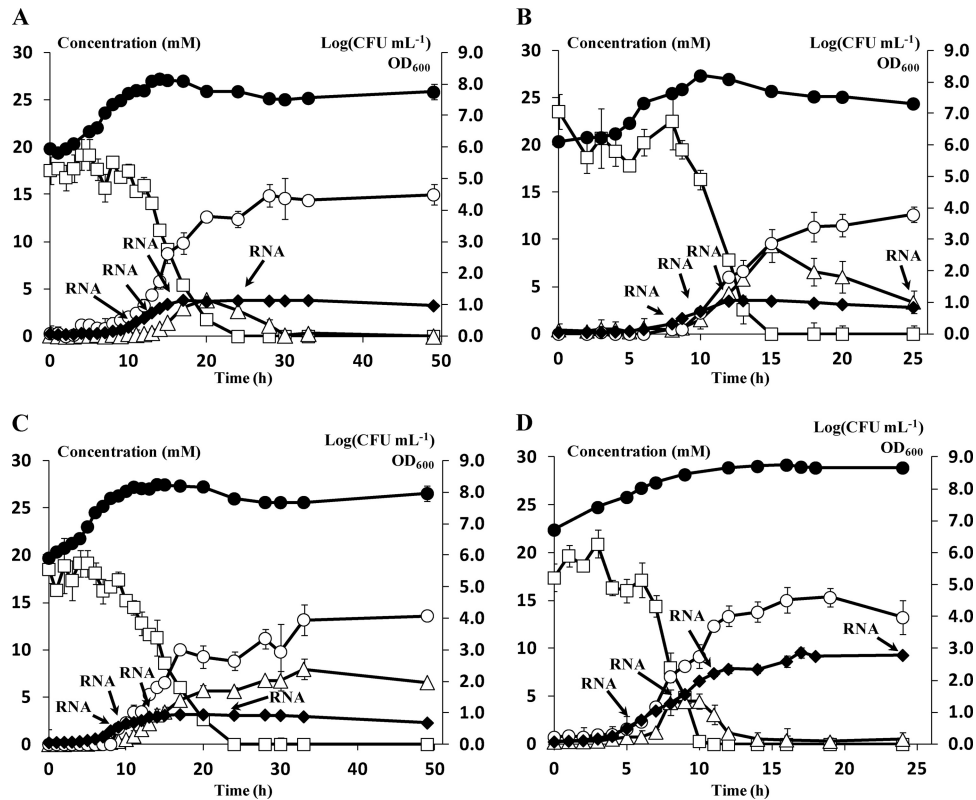 A
Concentration (mM)
Log(CFU mL⁻¹)
OD₆₀₀
30
25
20
15
10
5
0
9.0
8.0
7.0
6.0
5.0
4.0
3.0
2.0
1.0
0.0
RNA
RNA
RNA
RNA
0 10 20 30 40 50
Time (h)
B
Concentration (mM)
Log(CFU mL⁻¹)
OD₆₀₀
30
25
20
15
10
5
0
9.0
8.0
7.0
6.0
5.0
4.0
3.0
2.0
1.0
0.0
RNA
RNA
RNA
RNA
0 5 10 15 20 25
Time (h)
C
Concentration (mM)
Log(CFU mL⁻¹)
OD₆₀₀
30
25
20
15
10
5
0
9.0
8.0
7.0
6.0
5.0
4.0
3.0
2.0
1.0
0.0
RNA
RNA
RNA
RNA
0 10 20 30 40 50
Time (h)
D
Concentration (mM)
Log(CFU mL⁻¹)
OD₆₀₀
30
25
20
15
10
5
0
9.0
8.0
7.0
6.0
5.0
4.0
3.0
2.0
1.0
0.0
RNA
RNA
RNA
RNA
0 5 10 15 20 25
Time (h)